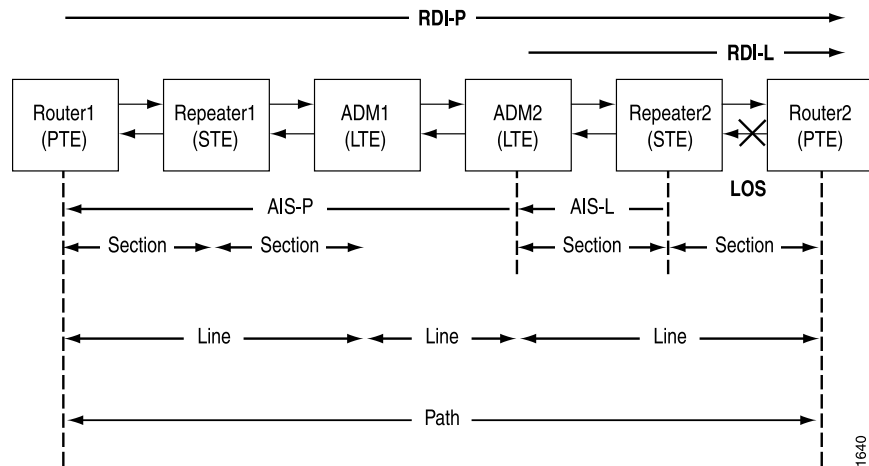 RDI-P
RDI-L
Router1
(PTE)
Repeater1
(STE)
ADM1
(LTE)
ADM2
(LTE)
Repeater2
(STE)
Router2
(PTE)
LOS
AIS-P
AIS-L
Section
Section
Section
Section
Line
Line
Line
Path
1640